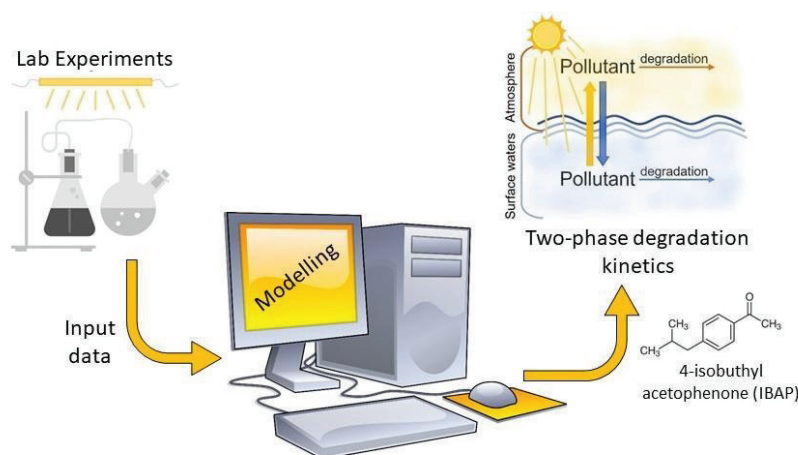 Lab Experiments
Input
data
Modelling
Atmosphere
Pollutant
degradation
Surface waters
Pollutant
degradation
Two-phase degradation
kinetics
O
CH₃
CH₃
H₃C
4-isobuthyl
acetophenone (IBAP)